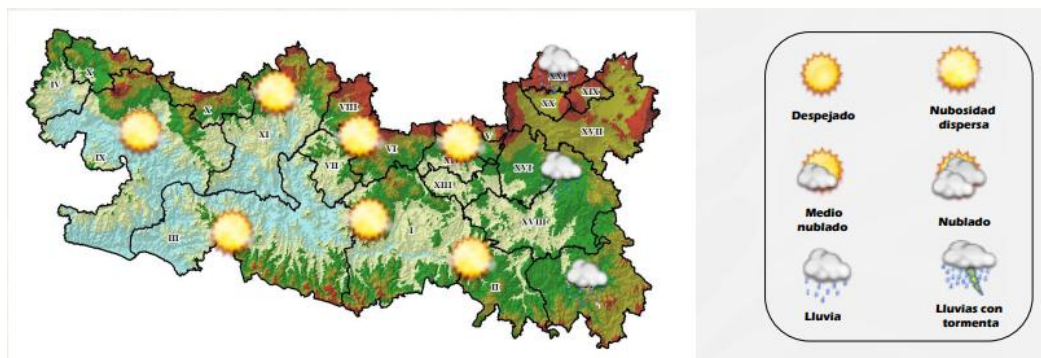 X
IV
X
VIII
XI
IX
VII
VI
V
XXI
XIX
XX
XVII
XVI
XIII
XVIII
III
I
II
Despejado
Nubosidad
dispersa
Medio
nublado
Nublado
Lluvia
Lluvias con
tormenta